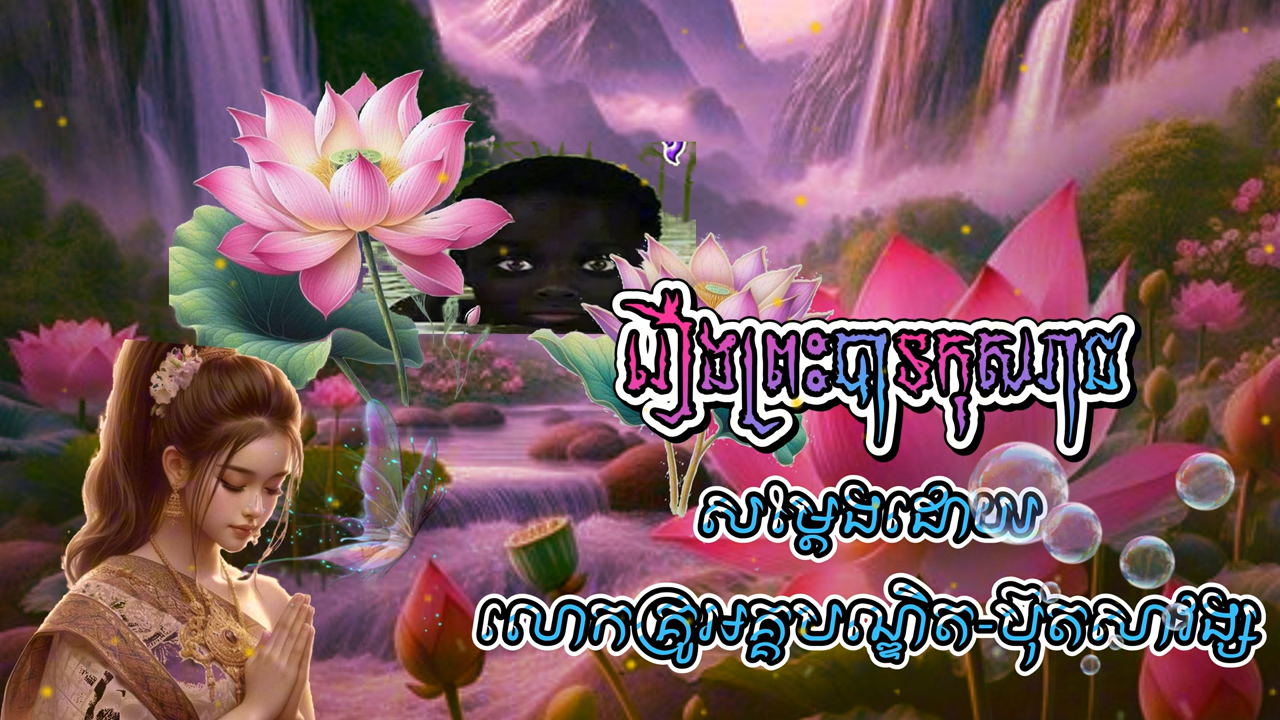 រឿងព្រះបាទកុសរាជ
សម្តែងដោយ
លោកគ្រូអគ្គបណ្ឌិត-ប៊ុតសាវង្ស